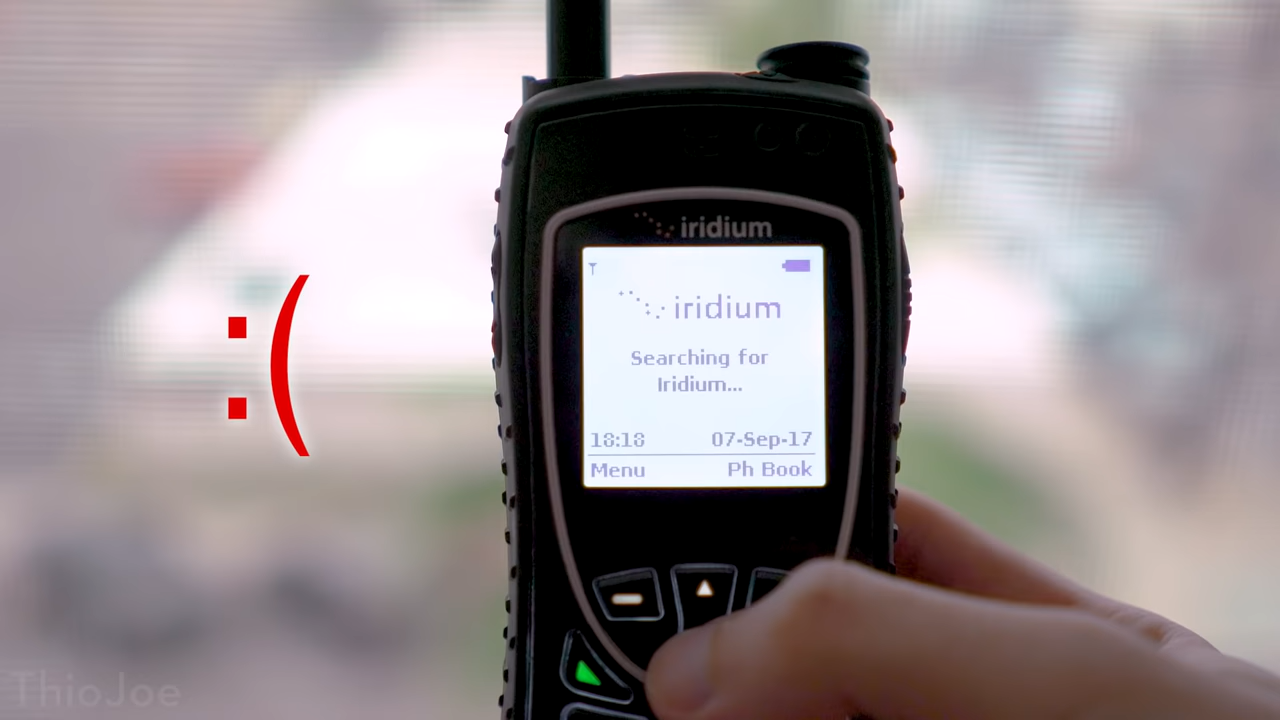 iridium
iridium
Searching for
Iridium...
18:18 07-Sep-17
Menu Ph Book
:(
ThioJoe